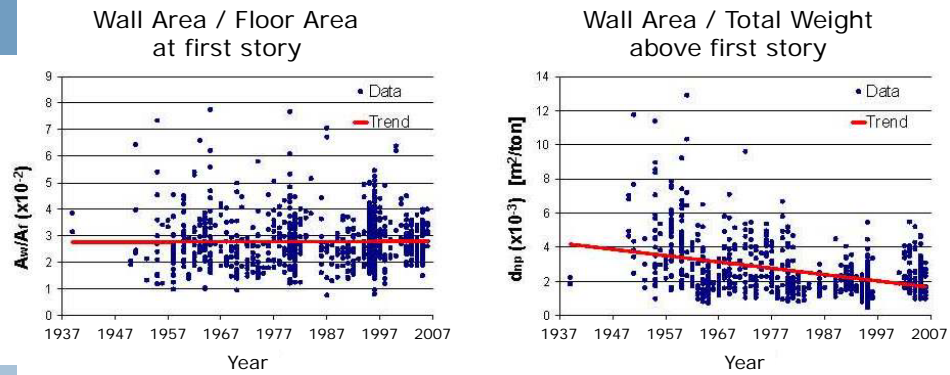 Wall Area / Floor Area
at first story
9
8
7
6
5
4
3
2
1
0
Aw/Af (x10-2)
Data
Trend
1937 1947 1957 1967 1977 1987 1997 2007
Year
Wall Area / Total Weight
above first story
14
12
10
8
6
4
2
0
dnp (x10-3) [m2/ton]
Data
Trend
1937 1947 1957 1967 1977 1987 1997 2007
Year